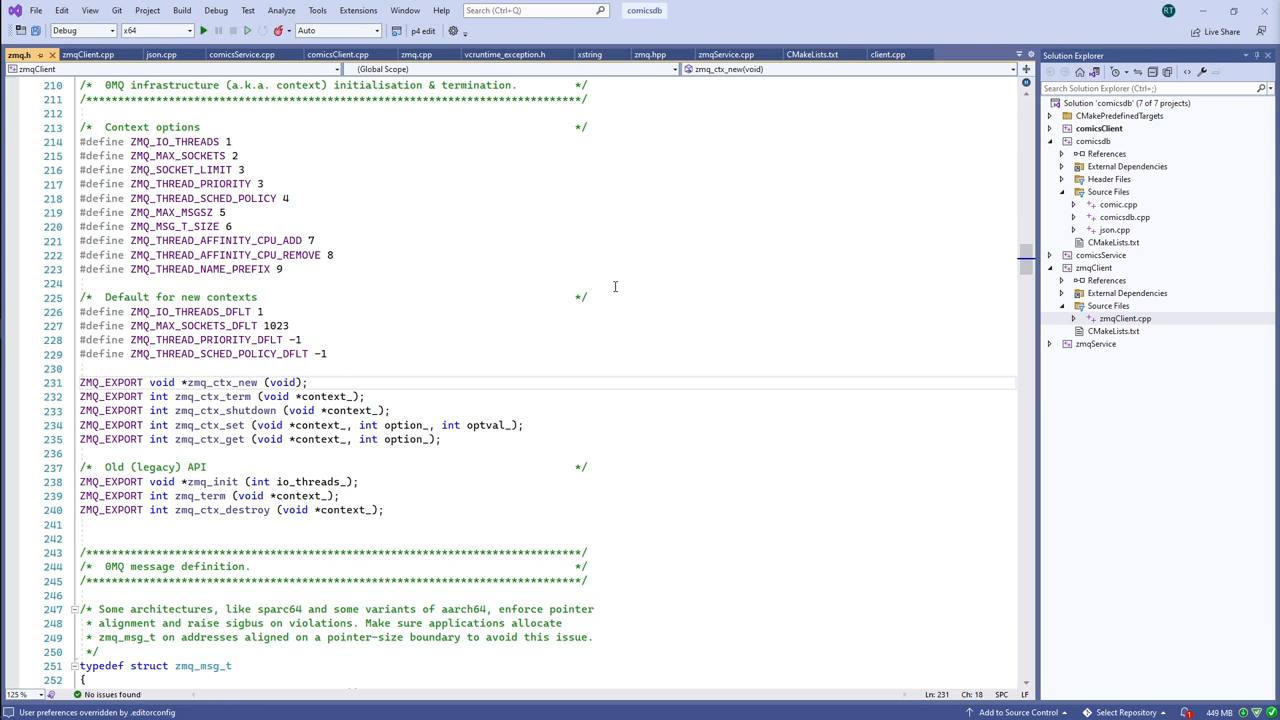 File Edit View Git Project Build Debug Test Analyze Tools Extensions Window Help Search (Ctrl+;) comicsdb RT
Debug x64 Auto p4 edit Live Share
zmq.h zmqClient.cpp json.cpp comicsService.cpp comicsClient.cpp zmq.cpp vcruntime_exception.h xstring zmq.hpp zmqService.cpp CMakeLists.txt client.cpp
zmqClient (Global Scope) zmq_ctx_new(void)
210 /* 0MQ infrastructure (a.k.a. context) initialisation & termination. */
211 /******************************************************************************/
212
213 /* Context options */
214 #define ZMQ_IO_THREADS 1
215 #define ZMQ_MAX_SOCKETS 2
216 #define ZMQ_SOCKET_LIMIT 3
217 #define ZMQ_THREAD_PRIORITY 3
218 #define ZMQ_THREAD_SCHED_POLICY 4
219 #define ZMQ_MAX_MSGSZ 5
220 #define ZMQ_MSG_T_SIZE 6
221 #define ZMQ_THREAD_AFFINITY_CPU_ADD 7
222 #define ZMQ_THREAD_AFFINITY_CPU_REMOVE 8
223 #define ZMQ_THREAD_NAME_PREFIX 9
224
225 /* Default for new contexts */
226 #define ZMQ_IO_THREADS_DFLT 1
227 #define ZMQ_MAX_SOCKETS_DFLT 1023
228 #define ZMQ_THREAD_PRIORITY_DFLT -1
229 #define ZMQ_THREAD_SCHED_POLICY_DFLT -1
230
231 ZMQ_EXPORT void *zmq_ctx_new (void);
232 ZMQ_EXPORT int zmq_ctx_term (void *context_);
233 ZMQ_EXPORT int zmq_ctx_shutdown (void *context_);
234 ZMQ_EXPORT int zmq_ctx_set (void *context_, int option_, int optval_);
235 ZMQ_EXPORT int zmq_ctx_get (void *context_, int option_);
236
237 /* Old (legacy) API */
238 ZMQ_EXPORT void *zmq_init (int io_threads_);
239 ZMQ_EXPORT int zmq_term (void *context_);
240 ZMQ_EXPORT int zmq_ctx_destroy (void *context_);
241
242
243 /******************************************************************************/
244 /* 0MQ message definition. */
245 /******************************************************************************/
246
247 /* Some architectures, like sparc64 and some variants of aarch64, enforce pointer
248 * alignment and raise sigbus on violations. Make sure applications allocate
249 * zmq_msg_t on addresses aligned on a pointer-size boundary to avoid this issue.
250 */
251 typedef struct zmq_msg_t
252 {
125 % No issues found Ln: 231 Ch: 18 SPC LF
Solution Explorer
Search Solution Explorer (Ctrl+;)
Solution 'comicsdb' (7 of 7 projects)
CMakePredefinedTargets
comicsClient
comicsdb
References
External Dependencies
Header Files
Source Files
comic.cpp
comicsdb.cpp
json.cpp
CMakeLists.txt
comicsService
zmqClient
References
External Dependencies
Source Files
zmqClient.cpp
CMakeLists.txt
zmqService
User preferences overridden by .editorconfig Add to Source Control Select Repository 1 449 MB